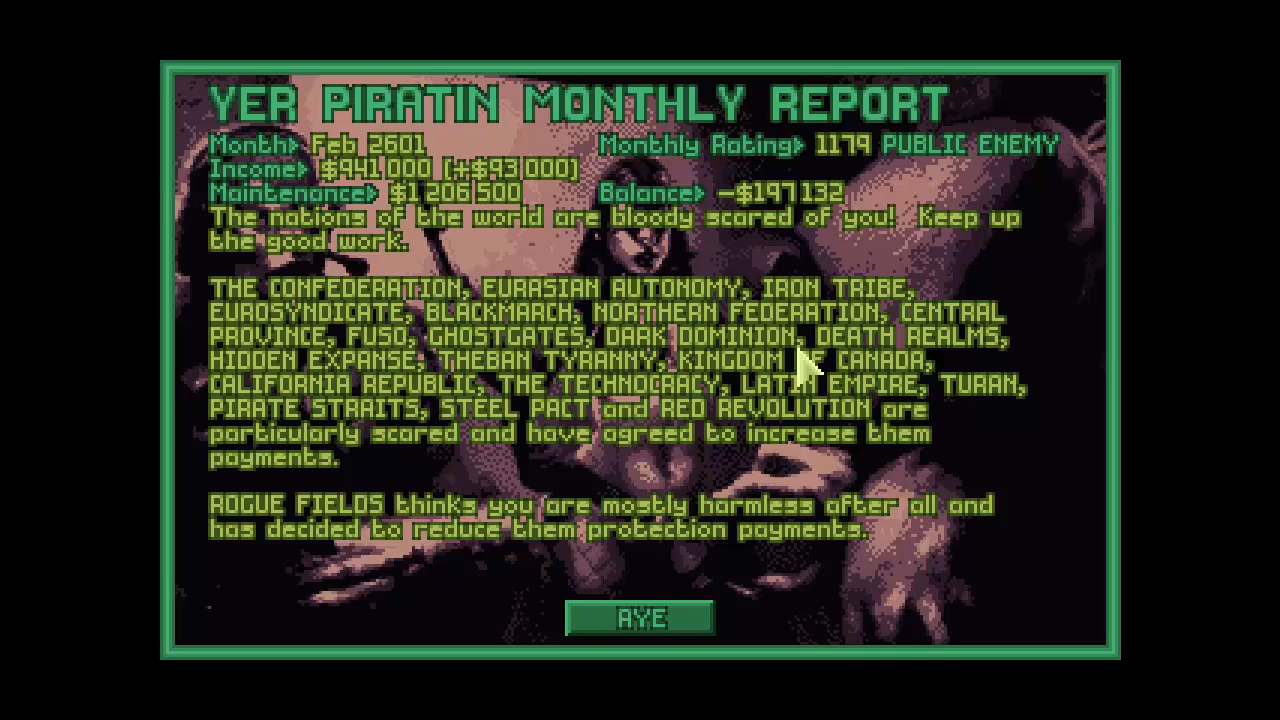 YER PIRATIN MONTHLY REPORT
Month> Feb 2601 Monthly Rating> 1179 PUBLIC ENEMY
Income> $941 000 (+$93 000)
Maintenance> $1 206 500 Balance> -$197 132
The nations of the world are bloody scared of you! Keep up
the good work.
THE CONFEDERATION, EURASIAN AUTONOMY, IRON TRIBE,
EUROSYNDICATE, BLACKMARCH, NORTHERN FEDERATION, CENTRAL
PROVINCE, FUSO, GHOSTGATES, DARK DOMINION, DEATH REALMS,
HIDDEN EXPANSE, THEBAN TYRANNY, KINGDOM OF CANADA,
CALIFORNIA REPUBLIC, THE TECHNOCRACY, LATIN EMPIRE, TURAN,
PIRATE STRAITS, STEEL PACT and RED REVOLUTION are
particularly scared and have agreed to increase them
payments.
ROGUE FIELDS thinks you are mostly harmless after all and
has decided to reduce them protection payments.
AYE